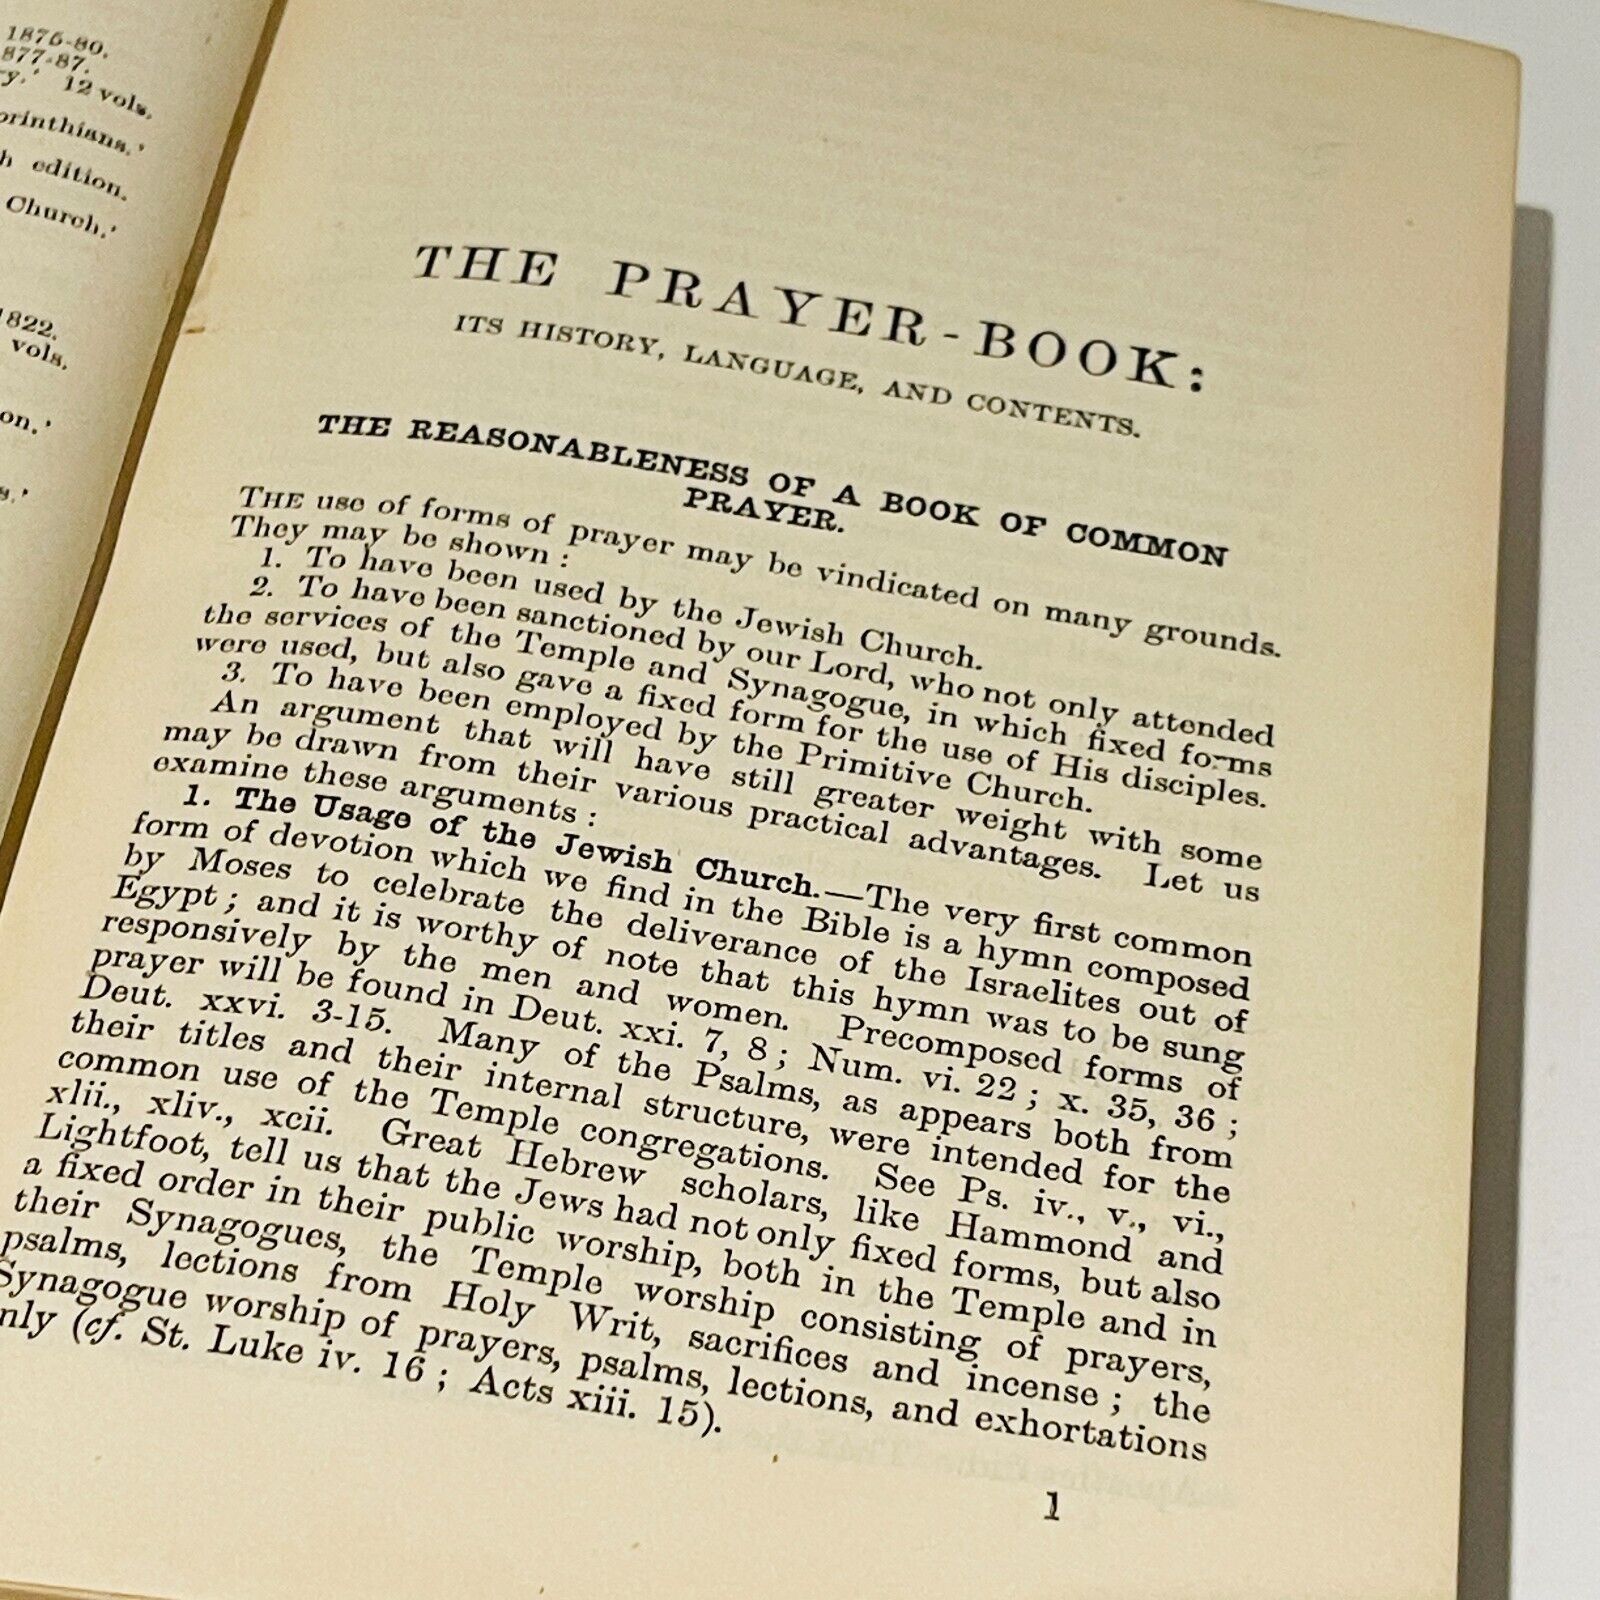 1875-80.
877-87.
ry.' 12 vols.
orinthians.'
h edition.
Church.'
1822.
vols.
on.'
s.'
THE PRAYER-BOOK:
ITS HISTORY, LANGUAGE, AND CONTENTS.
THE REASONABLENESS OF A BOOK OF COMMON
PRAYER.
THE use of forms of prayer may be vindicated on many grounds.
They may be shown :
1. To have been used by the Jewish Church.
2. To have been sanctioned by our Lord, who not only attended
the services of the Temple and Synagogue, in which fixed forms
were used, but also gave a fixed form for the use of His disciples.
3. To have been employed by the Primitive Church.
An argument that will have still greater weight with some
may be drawn from their various practical advantages. Let us
examine these arguments :
1. The Usage of the Jewish Church.—The very first common
form of devotion which we find in the Bible is a hymn composed
by Moses to celebrate the deliverance of the Israelites out of
Egypt ; and it is worthy of note that this hymn was to be sung
responsively by the men and women. Precomposed forms of
prayer will be found in Deut. xxi. 7, 8 ; Num. vi. 22 ; x. 35, 36 ;
Deut. xxvi. 3-15. Many of the Psalms, as appears both from
their titles and their internal structure, were intended for the
common use of the Temple congregations. See Ps. iv., v., vi.,
xlii., xliv., xcii. Great Hebrew scholars, like Hammond and
Lightfoot, tell us that the Jews had not only fixed forms, but also
a fixed order in their public worship, both in the Temple and in
their Synagogues, the Temple worship consisting of prayers,
psalms, lections from Holy Writ, sacrifices and incense ; the
Synagogue worship of prayers, psalms, lections, and exhortations
nly (cf. St. Luke iv. 16 ; Acts xiii. 15).
1